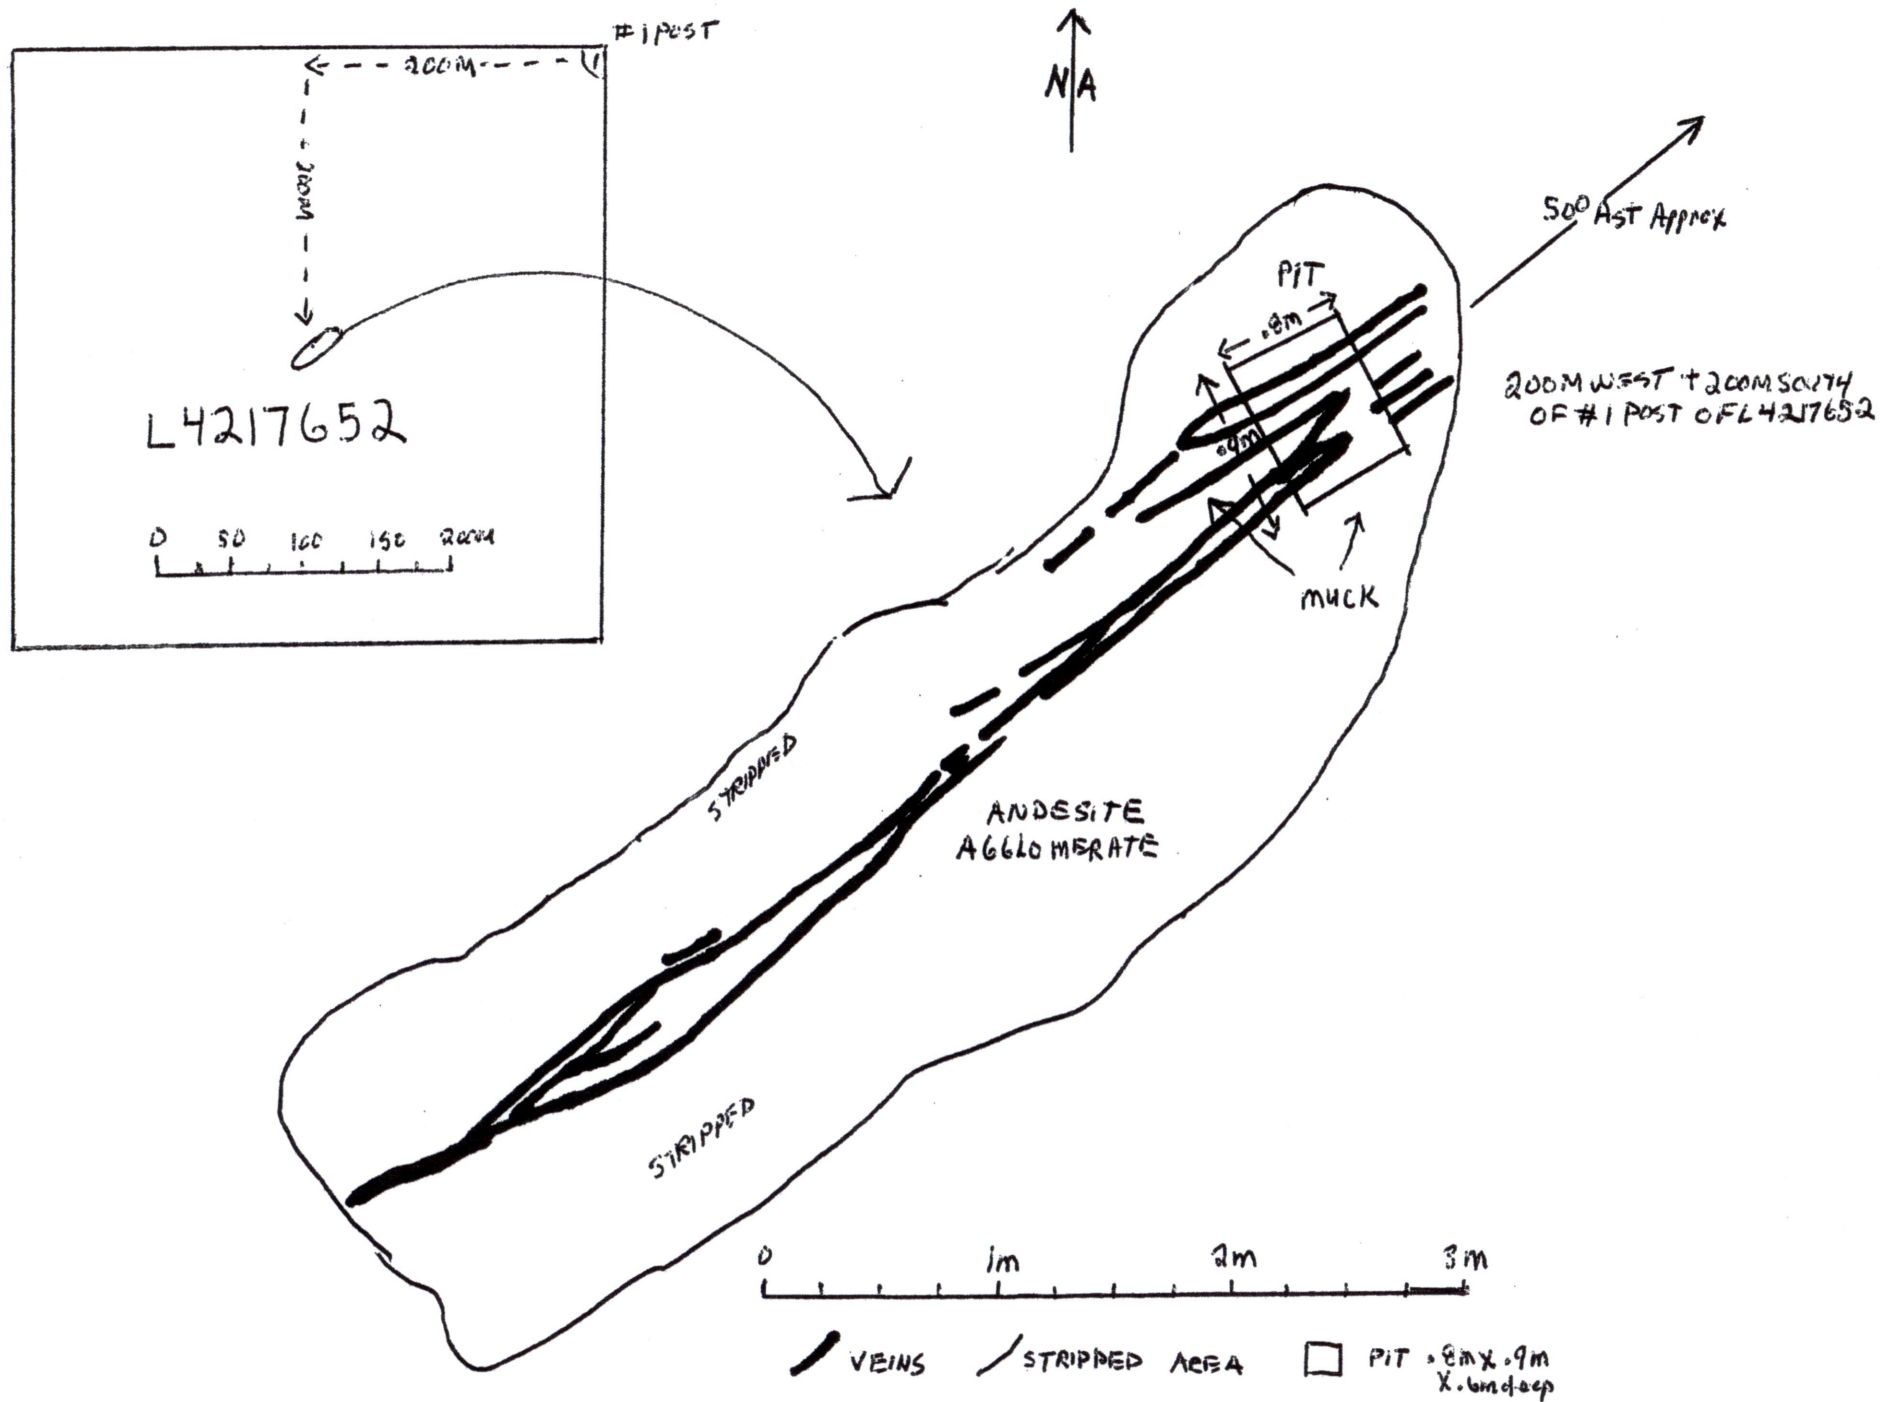 #1 POST
200M
200M
L4217652
0 50 100 150 200M
N A
50° AST APPROX
PIT
.8m
.9m
200M WEST + 200M SOUTH
OF #1 POST OF L4217652
MUCK
STRIPPED
ANDESITE
AGGLOMERATE
STRIPPED
0 1m 2m 3m
VEINS STRIPPED AREA PIT .8m x .9m
X .6m deep